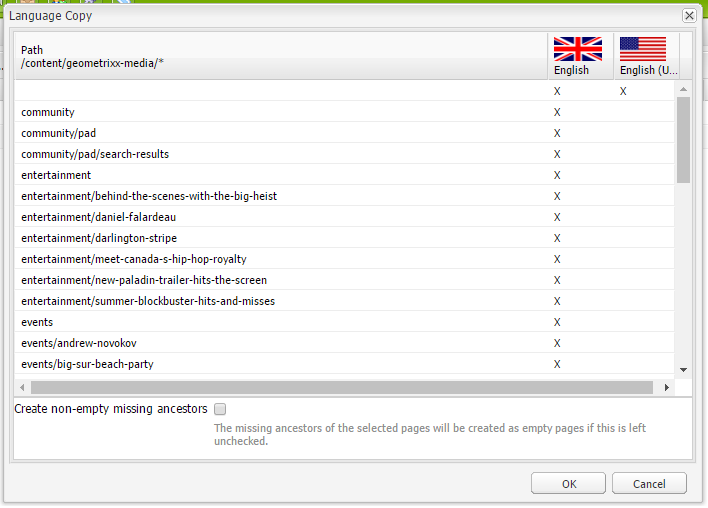 Language Copy
Path
/content/geometrixx-media/*
English English (U...
X X
community X
community/pad X
community/pad/search-results X
entertainment X
entertainment/behind-the-scenes-with-the-big-heist X
entertainment/daniel-falardeau X
entertainment/darlington-stripe X
entertainment/meet-canada-s-hip-hop-royalty X
entertainment/new-paladin-trailer-hits-the-screen X
entertainment/summer-blockbuster-hits-and-misses X
events X
events/andrew-novokov X
events/big-sur-beach-party X
Create non-empty missing ancestors
The missing ancestors of the selected pages will be created as empty pages if this is left
unchecked.
OK Cancel